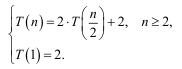 T(n) = 2 · T(n/2) + 2, n ≥ 2,
T(1) = 2.